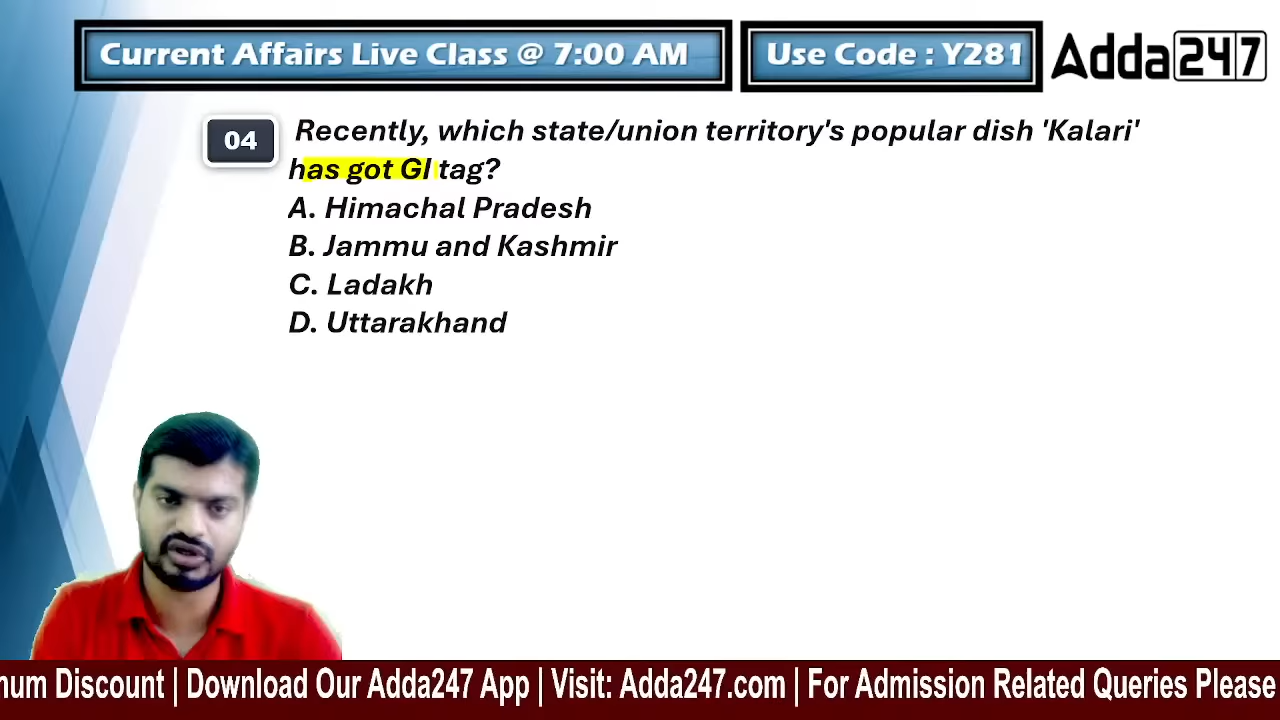 Current Affairs Live Class @ 7:00 AM
Use Code : Y281
Adda247
04
Recently, which state/union territory's popular dish 'Kalari'
has got GI tag?
A. Himachal Pradesh
B. Jammu and Kashmir
C. Ladakh
D. Uttarakhand
num Discount | Download Our Adda247 App | Visit: Adda247.com | For Admission Related Queries Please